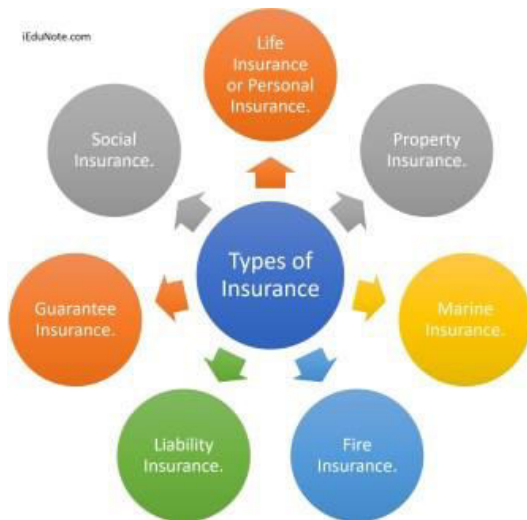 iEduNote.com
Life
Insurance
or Personal
Insurance.
Social
Insurance.
Property
Insurance.
Types of
Insurance
Guarantee
Insurance.
Marine
Insurance.
Liability
Insurance.
Fire
Insurance.